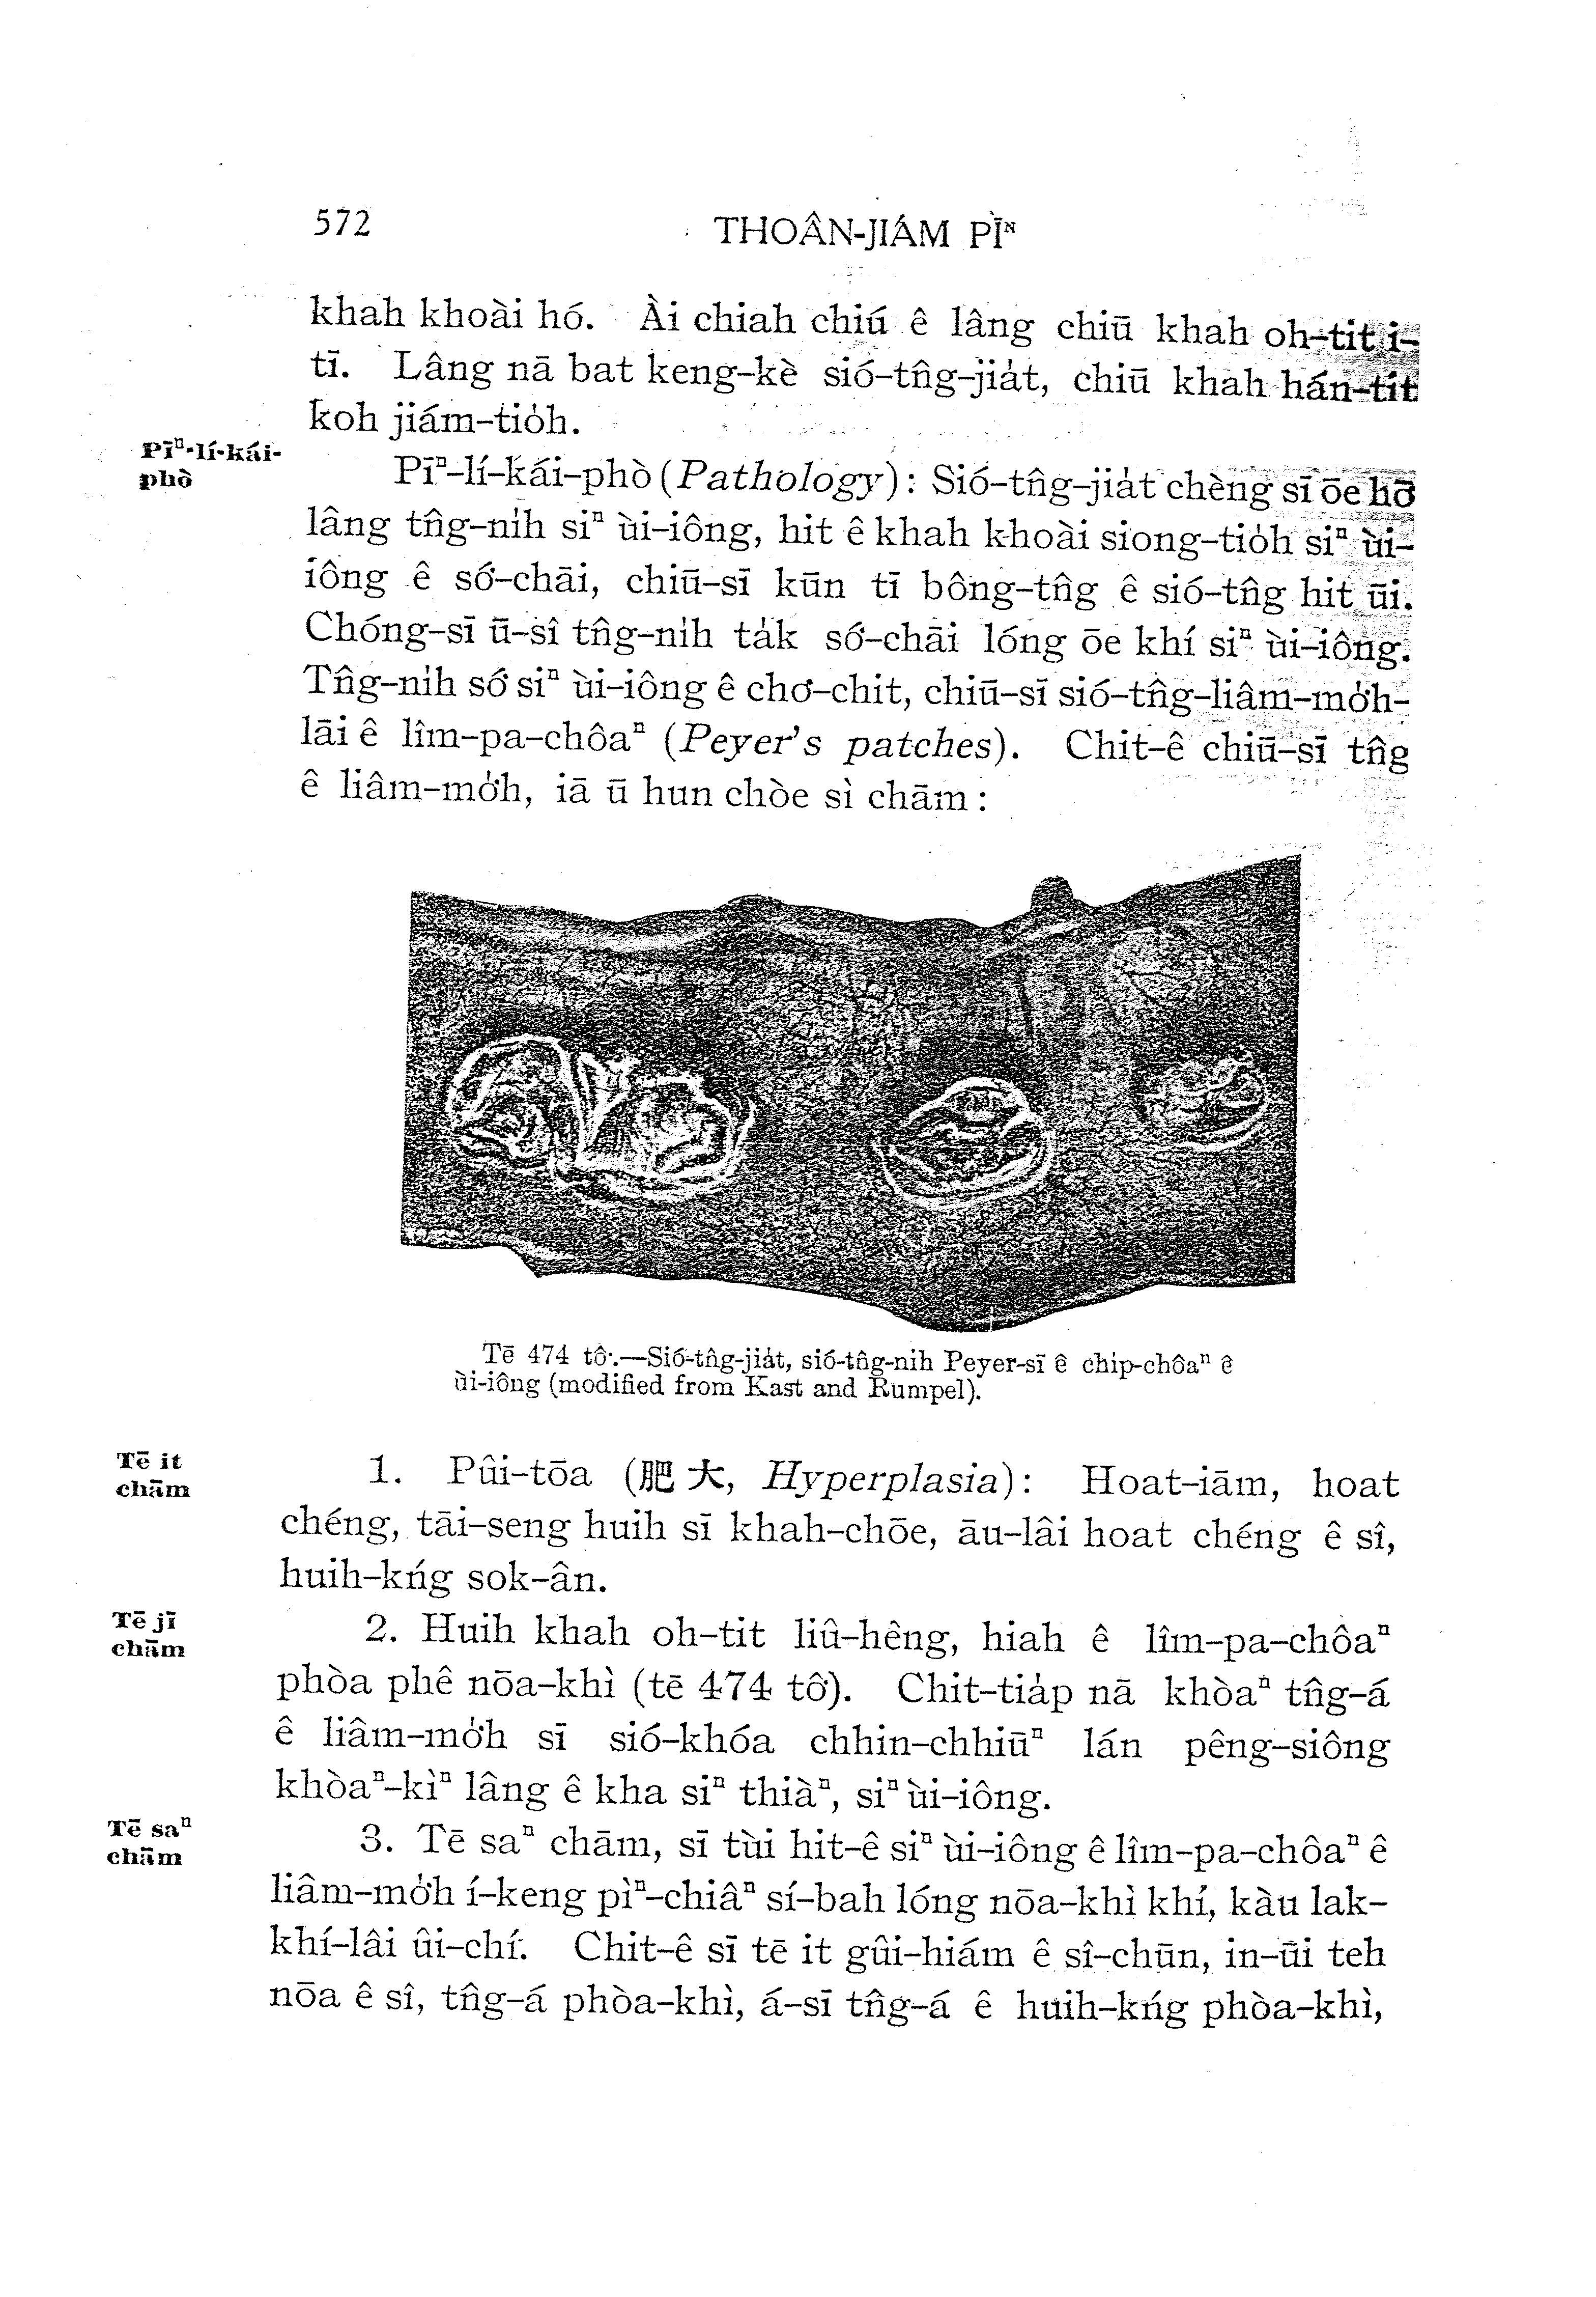 572
THOÂN-JIÁM PĪⁿ
khah khoài hó. Ài chiah chiú ê lâng chiū khah oh-tit i-
tī. Lâng nā bat keng-kè sió-tn̂g-jia̍t, chiū khah hán-tit
koh jiám-tio̍h.
Pīⁿ-lí-kái-
phò
Pīⁿ-lí-kái-phò (Pathology): Sió-tn̂g-jia̍t chèng sī ōe hō͘
lâng tn̂g-ni̍h siⁿ ùi-iông, hit ê khah khoài siong-tio̍h siⁿ ùi-
iông ê só͘-chāi, chiū-sī kūn tī bông-tn̂g ê sió-tn̂g hit ūi.
Chóng-sī ū-sî tn̂g-ni̍h ta̍k só͘-chāi lóng ōe khí siⁿ ùi-iông.
Tn̂g-ni̍h só͘ siⁿ ùi-iông ê cho͘-chit, chiū-sī sió-tn̂g-liâm-mo̍͘h-
lāi ê lîm-pa-chôaⁿ (Peyer's patches). Chit-ê chiū-sī tn̂g
ê liâm-mo̍͘h, iā ū hun chòe sì chām:
Tē 474 tô͘.—Sió-tn̂g-jia̍t, sió-tn̂g-nih Peyer-sī ê chip-chôaⁿ ê
ùi-iông (modified from Kast and Rumpel).
Tē it
chām
1. Pûi-tōa (肥大, Hyperplasia): Hoat-iām, hoat
chéng, tāi-seng huih sī khah-chōe, āu-lâi hoat chéng ê sî,
huih-kńg sok-ân.
Tē jī
chām
2. Huih khah oh-tit liû-hêng, hiah ê lîm-pa-chôaⁿ
phòa phê nōa-khì (tē 474 tô͘). Chit-tia̍p nā khòaⁿ tn̂g-á
ê liâm-mo̍͘h sī sió-khóa chhin-chhiūⁿ lán pêng-siông
khòaⁿ-kìⁿ lâng ê kha siⁿ thiàⁿ, siⁿ ùi-iông.
Tē saⁿ
chām
3. Tē saⁿ chām, sī tùi hit-ê siⁿ ùi-iông ê lîm-pa-chôaⁿ ê
liâm-mo̍͘h í-keng pìⁿ-chiâⁿ sí-bah lóng nōa-khì khí, kàu lak-
khí-lâi ûi-chí. Chit-ê sī tē it gûi-hiám ê sî-chūn, in-ūi teh
nōa ê sî, tn̂g-á phòa-khì, á-sī tn̂g-á ê huih-kńg phòa-khì,